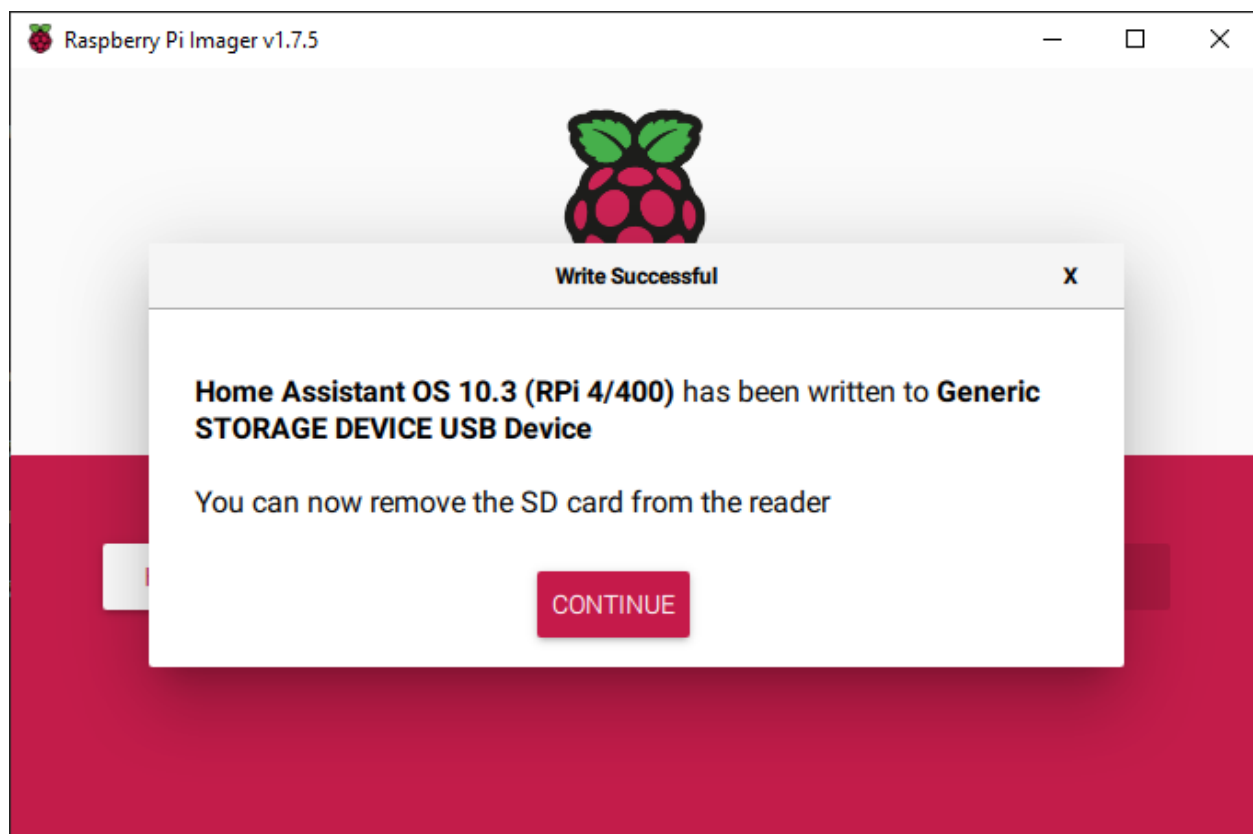 Raspberry Pi Imager v1.7.5
Write Successful
X
Home Assistant OS 10.3 (RPi 4/400) has been written to Generic
STORAGE DEVICE USB Device
You can now remove the SD card from the reader
CONTINUE